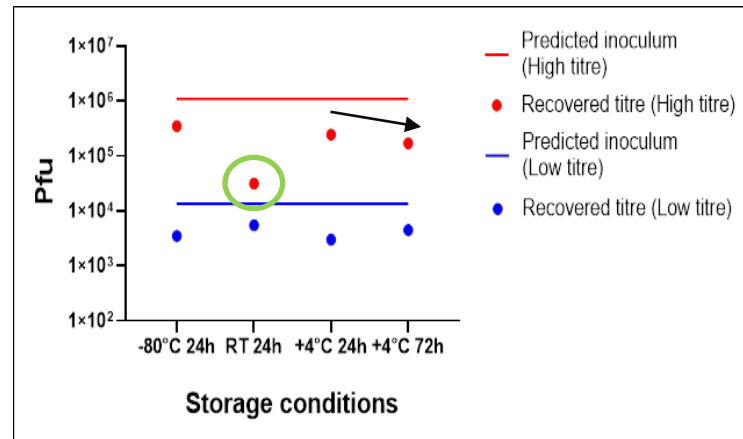 1×10⁷
1×10⁶
1×10⁵
1×10⁴
1×10³
1×10²
Pfu
-80°C 24h RT 24h +4°C 24h +4°C 72h
Storage conditions
Predicted inoculum
(High titre)
Recovered titre (High titre)
Predicted inoculum
(Low titre)
Recovered titre (Low titre)